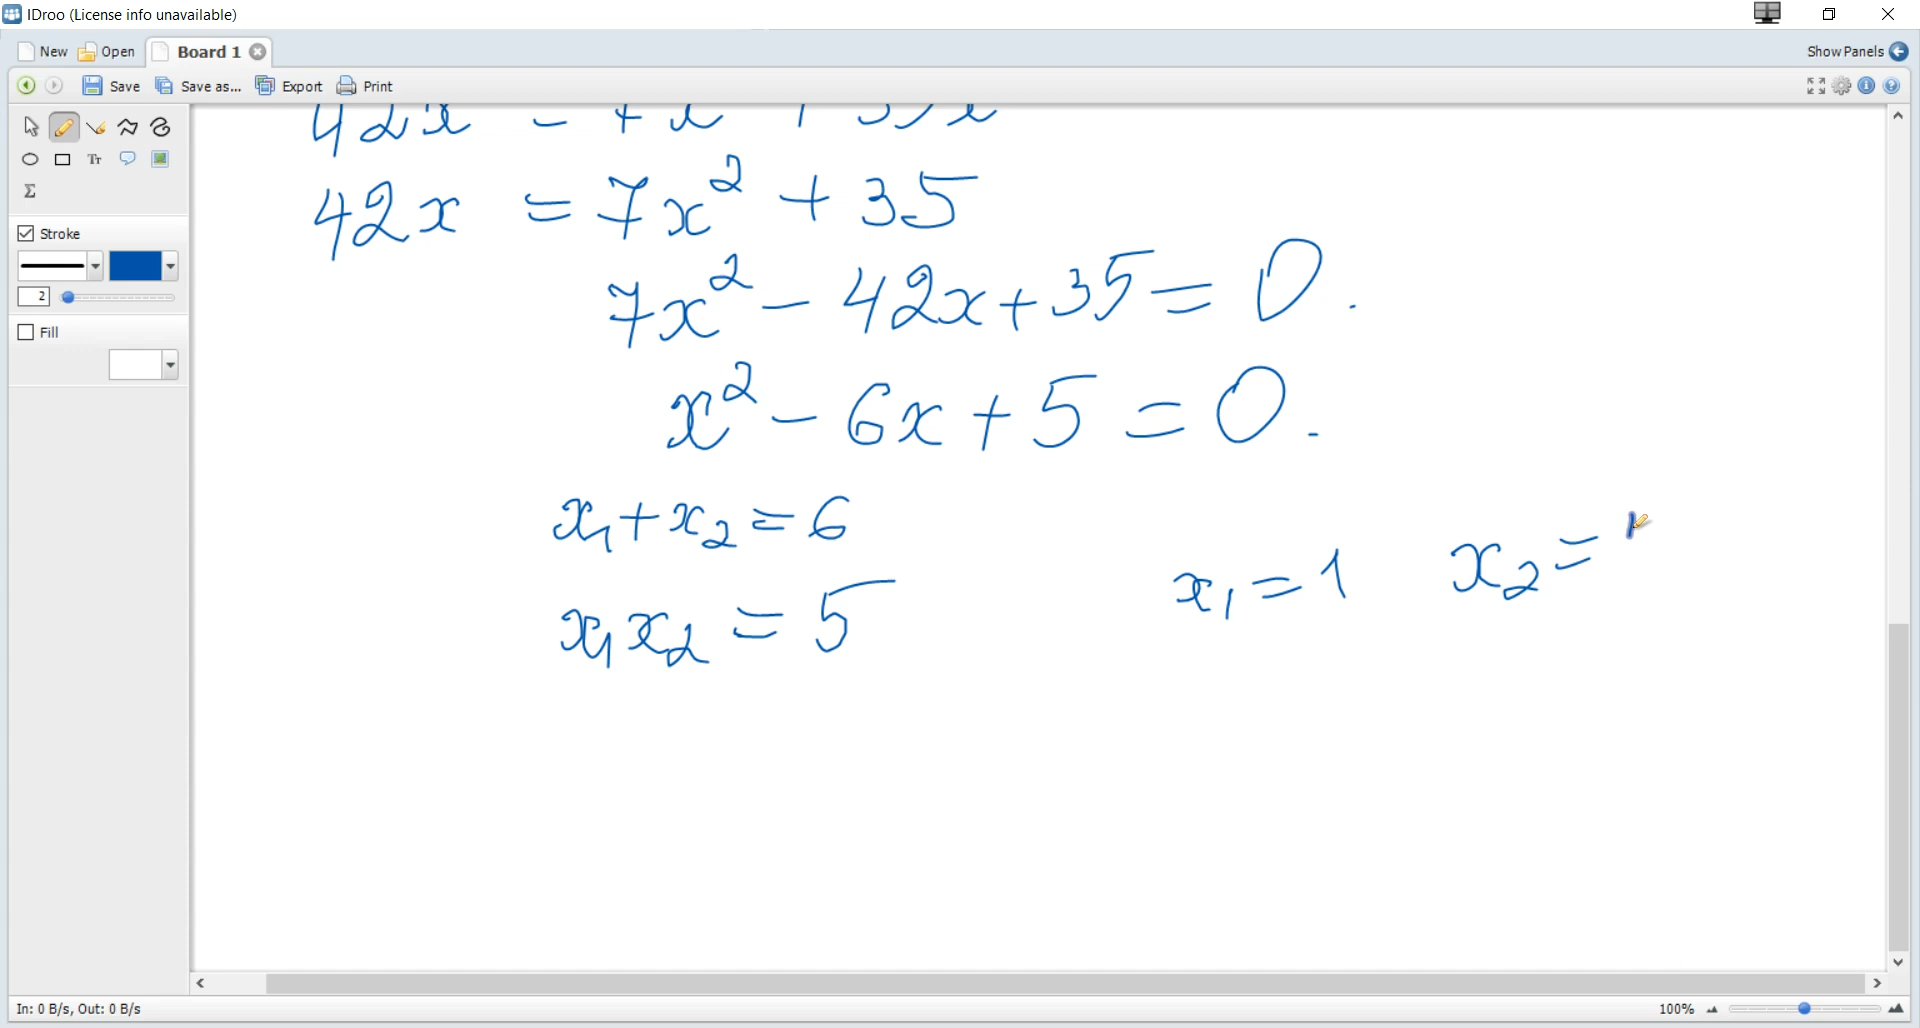 IDroo (License info unavailable)
New Open Board 1 Show Panels
Save Save as... Export Print
42x = 7x² + 35
Stroke
7x² - 42x + 35 = 0.
2
Fill
x² - 6x + 5 = 0.
x₁ + x₂ = 6
x₁ = 1 x₂ =
x₁ x₂ = 5
In: 0 B/s, Out: 0 B/s 100%